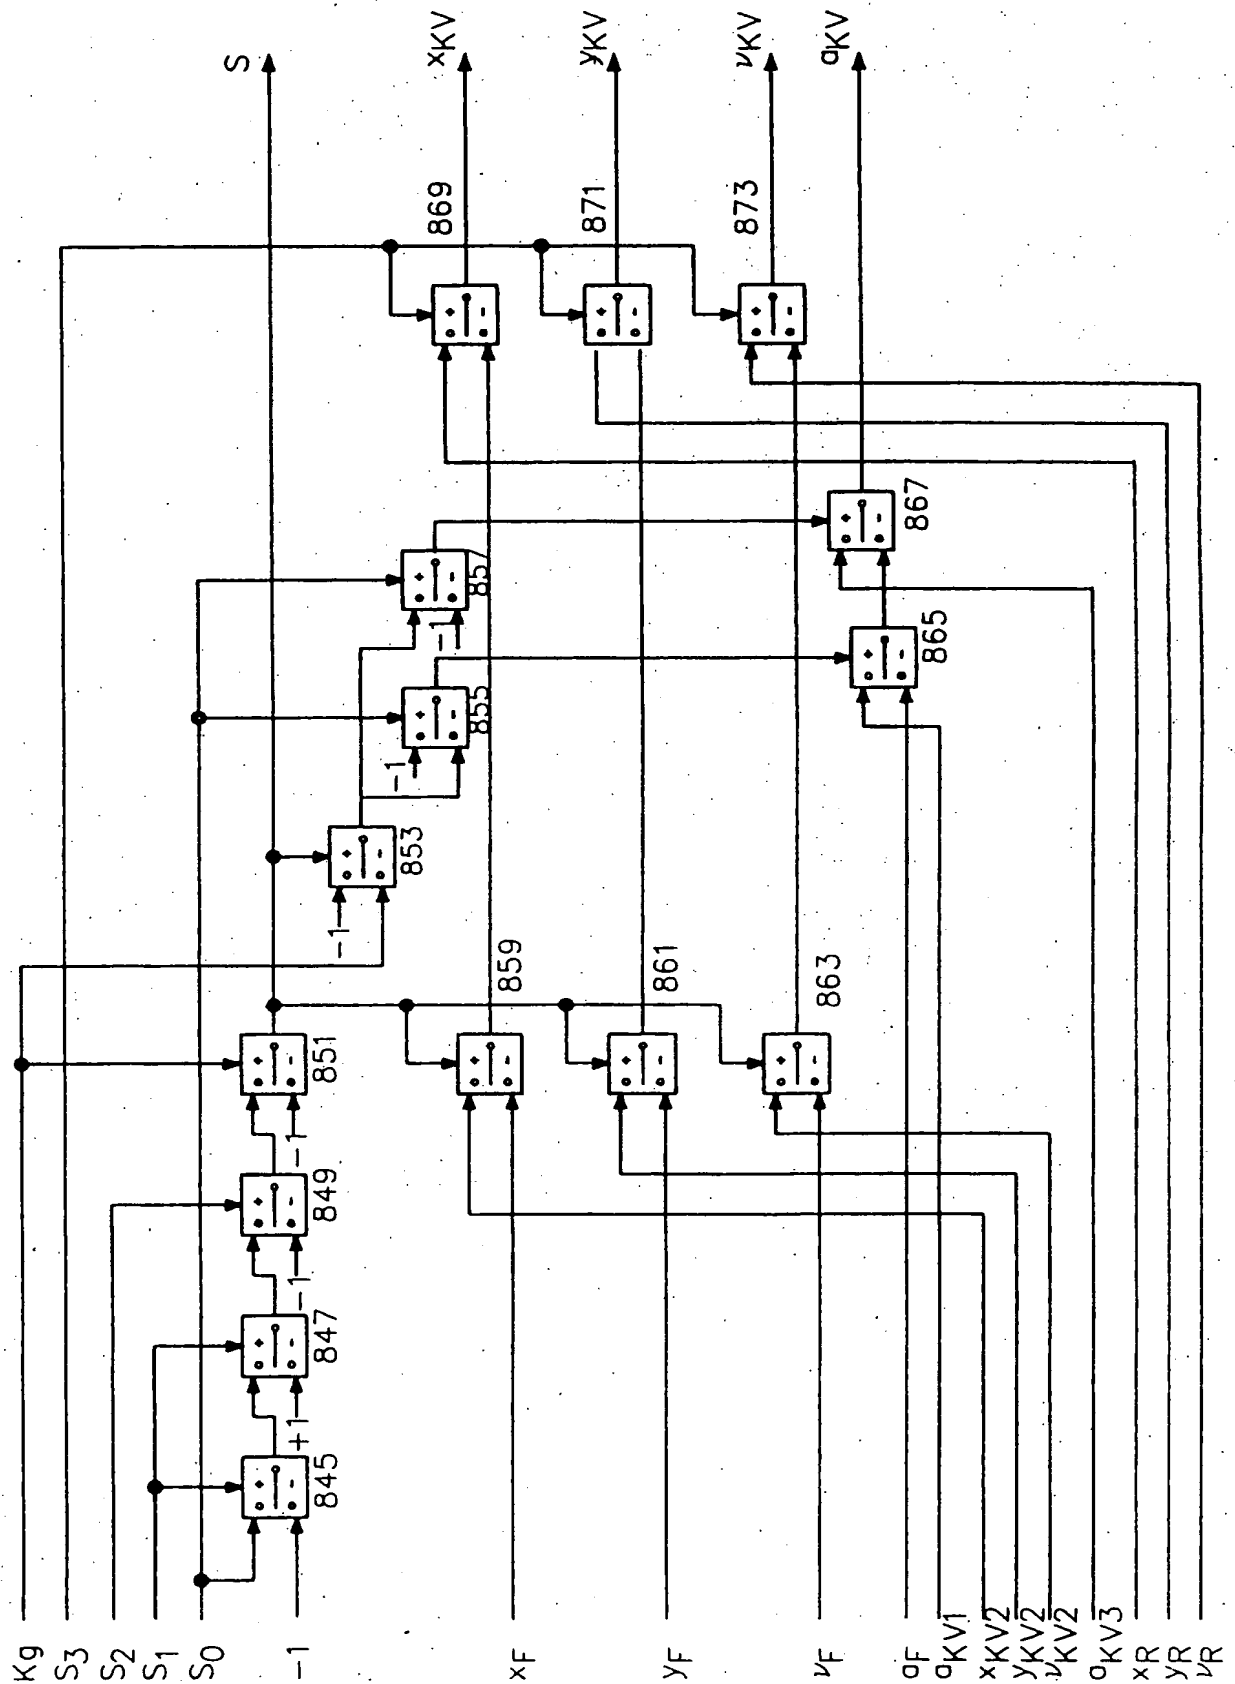 S
xKV
yKV
νKV
aKV
869
871
873
867
865
857
-1
855
-1
853
-1
859
861
863
851
-1
849
-1
847
+1
845
Kg
S3
S2
S1
S0
-1
xF
yF
νF
aF
aKV1
xKV2
yKV2
νKV2
aKV3
xR
yR
νR